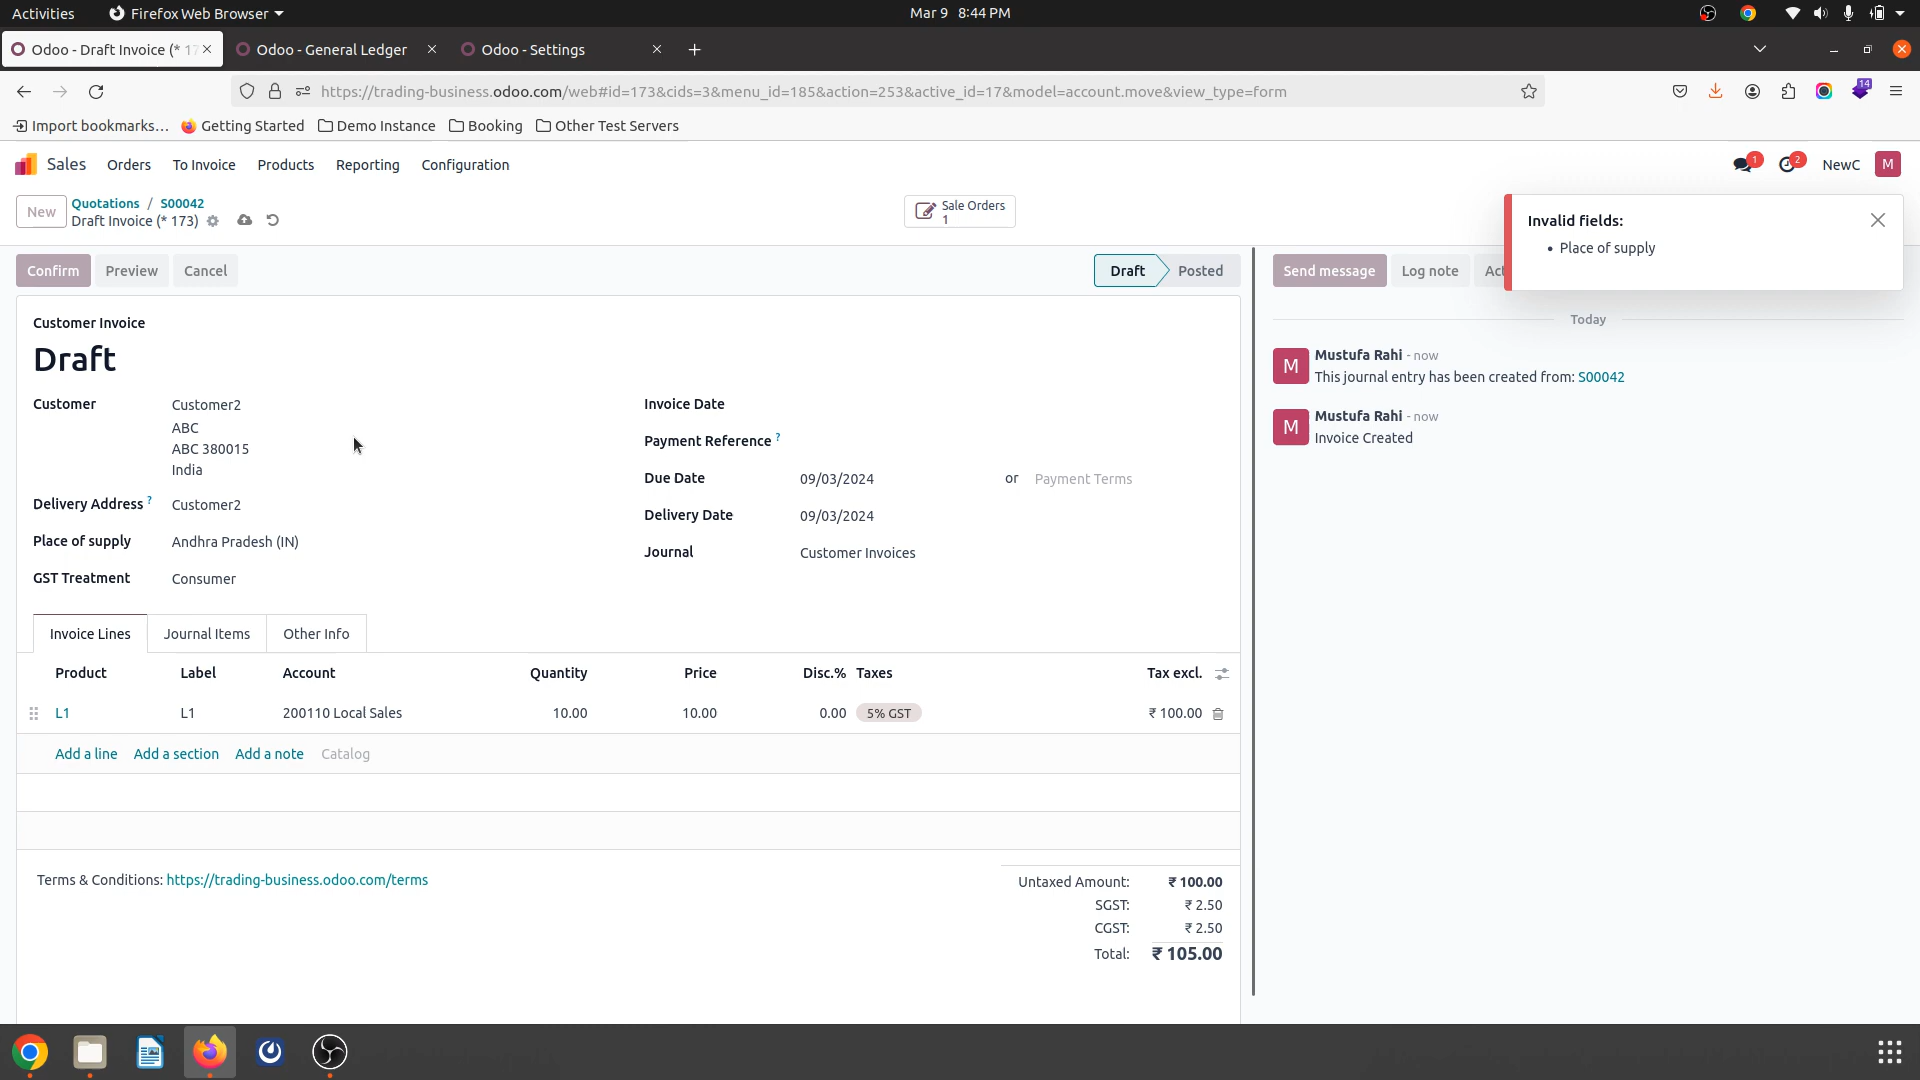 Activities
Firefox Web Browser
Mar 9 8:44 PM
Odoo - Draft Invoice (* 17
Odoo - General Ledger
Odoo - Settings
https://trading-business.odoo.com/web#id=173&cids=3&menu_id=185&action=253&active_id=17&model=account.move&view_type=form
14
Import bookmarks...
Getting Started
Demo Instance
Booking
Other Test Servers
Sales
Orders
To Invoice
Products
Reporting
Configuration
1
2
NewC
M
New
Quotations / S00042
Draft Invoice (* 173)
Sale Orders
1
Invalid fields:
• Place of supply
Confirm
Preview
Cancel
Draft
Posted
Send message
Log note
Act
Today
Customer Invoice
Draft
M
Mustufa Rahi - now
This journal entry has been created from: S00042
M
Mustufa Rahi - now
Invoice Created
Customer
Customer2
ABC
ABC 380015
India
Delivery Address ?
Customer2
Place of supply
Andhra Pradesh (IN)
GST Treatment
Consumer
Invoice Date
Payment Reference ?
Due Date
09/03/2024
or
Payment Terms
Delivery Date
09/03/2024
Journal
Customer Invoices
Invoice Lines
Journal Items
Other Info
Product Label Account Quantity Price Disc.% Taxes Tax excl.
L1 L1 200110 Local Sales 10.00 10.00 0.00 5% GST ₹ 100.00
Add a line
Add a section
Add a note
Catalog
Terms & Conditions: https://trading-business.odoo.com/terms
Untaxed Amount: ₹ 100.00
SGST: ₹ 2.50
CGST: ₹ 2.50
Total: ₹ 105.00